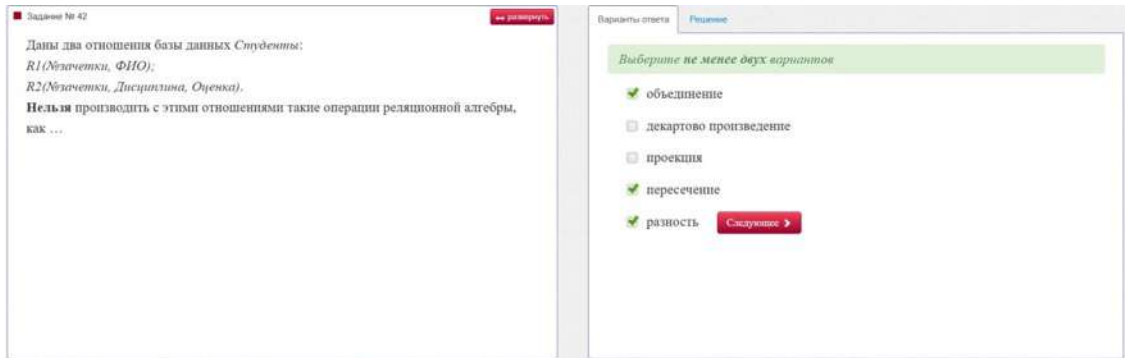 Задание № 42
развернуть
Даны два отношения базы данных Студенты:
R1(№зачетки, ФИО);
R2(№зачетки, Дисциплина, Оценка).
Нельзя производить с этими отношениями такие операции реляционной алгебры,
как …
Варианты ответа
Решение
Выберите не менее двух вариантов
объединение
декартово произведение
проекция
пересечение
разность
Следующее